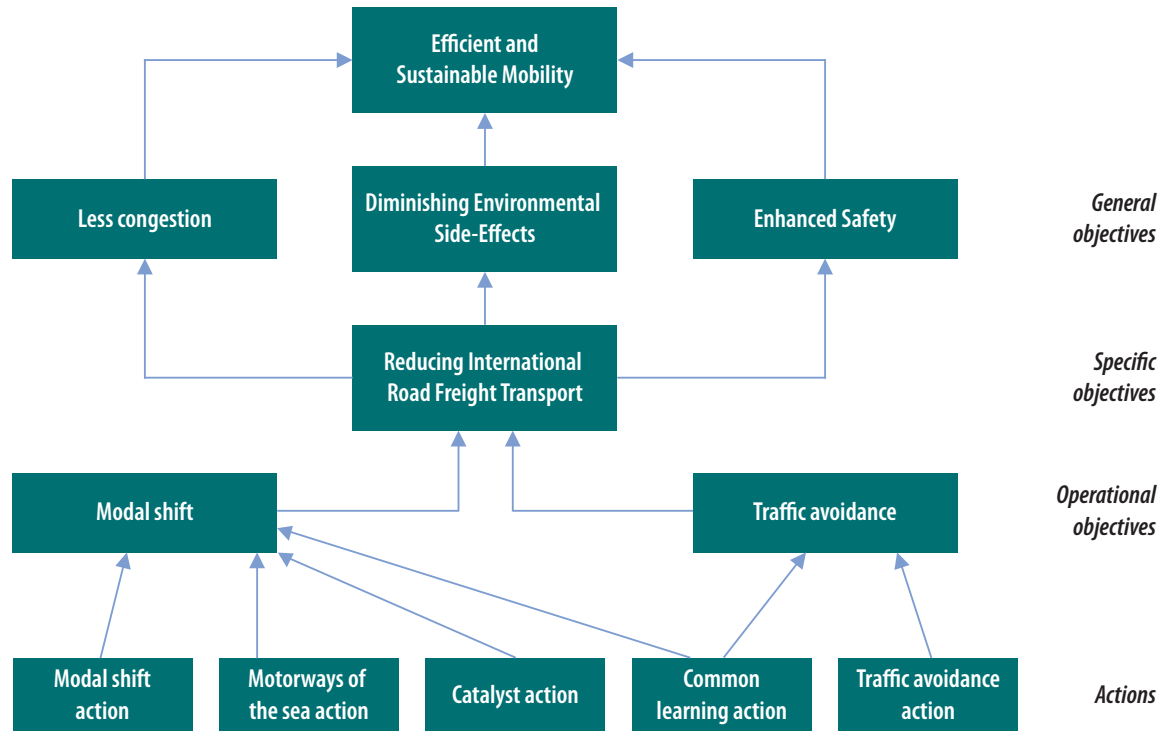 Efficient and
Sustainable Mobility
Less congestion
Diminishing Environmental
Side-Effects
Enhanced Safety
General
objectives
Reducing International
Road Freight Transport
Specific
objectives
Modal shift
Traffic avoidance
Operational
objectives
Modal shift
action
Motorways of
the sea action
Catalyst action
Common
learning action
Traffic avoidance
action
Actions